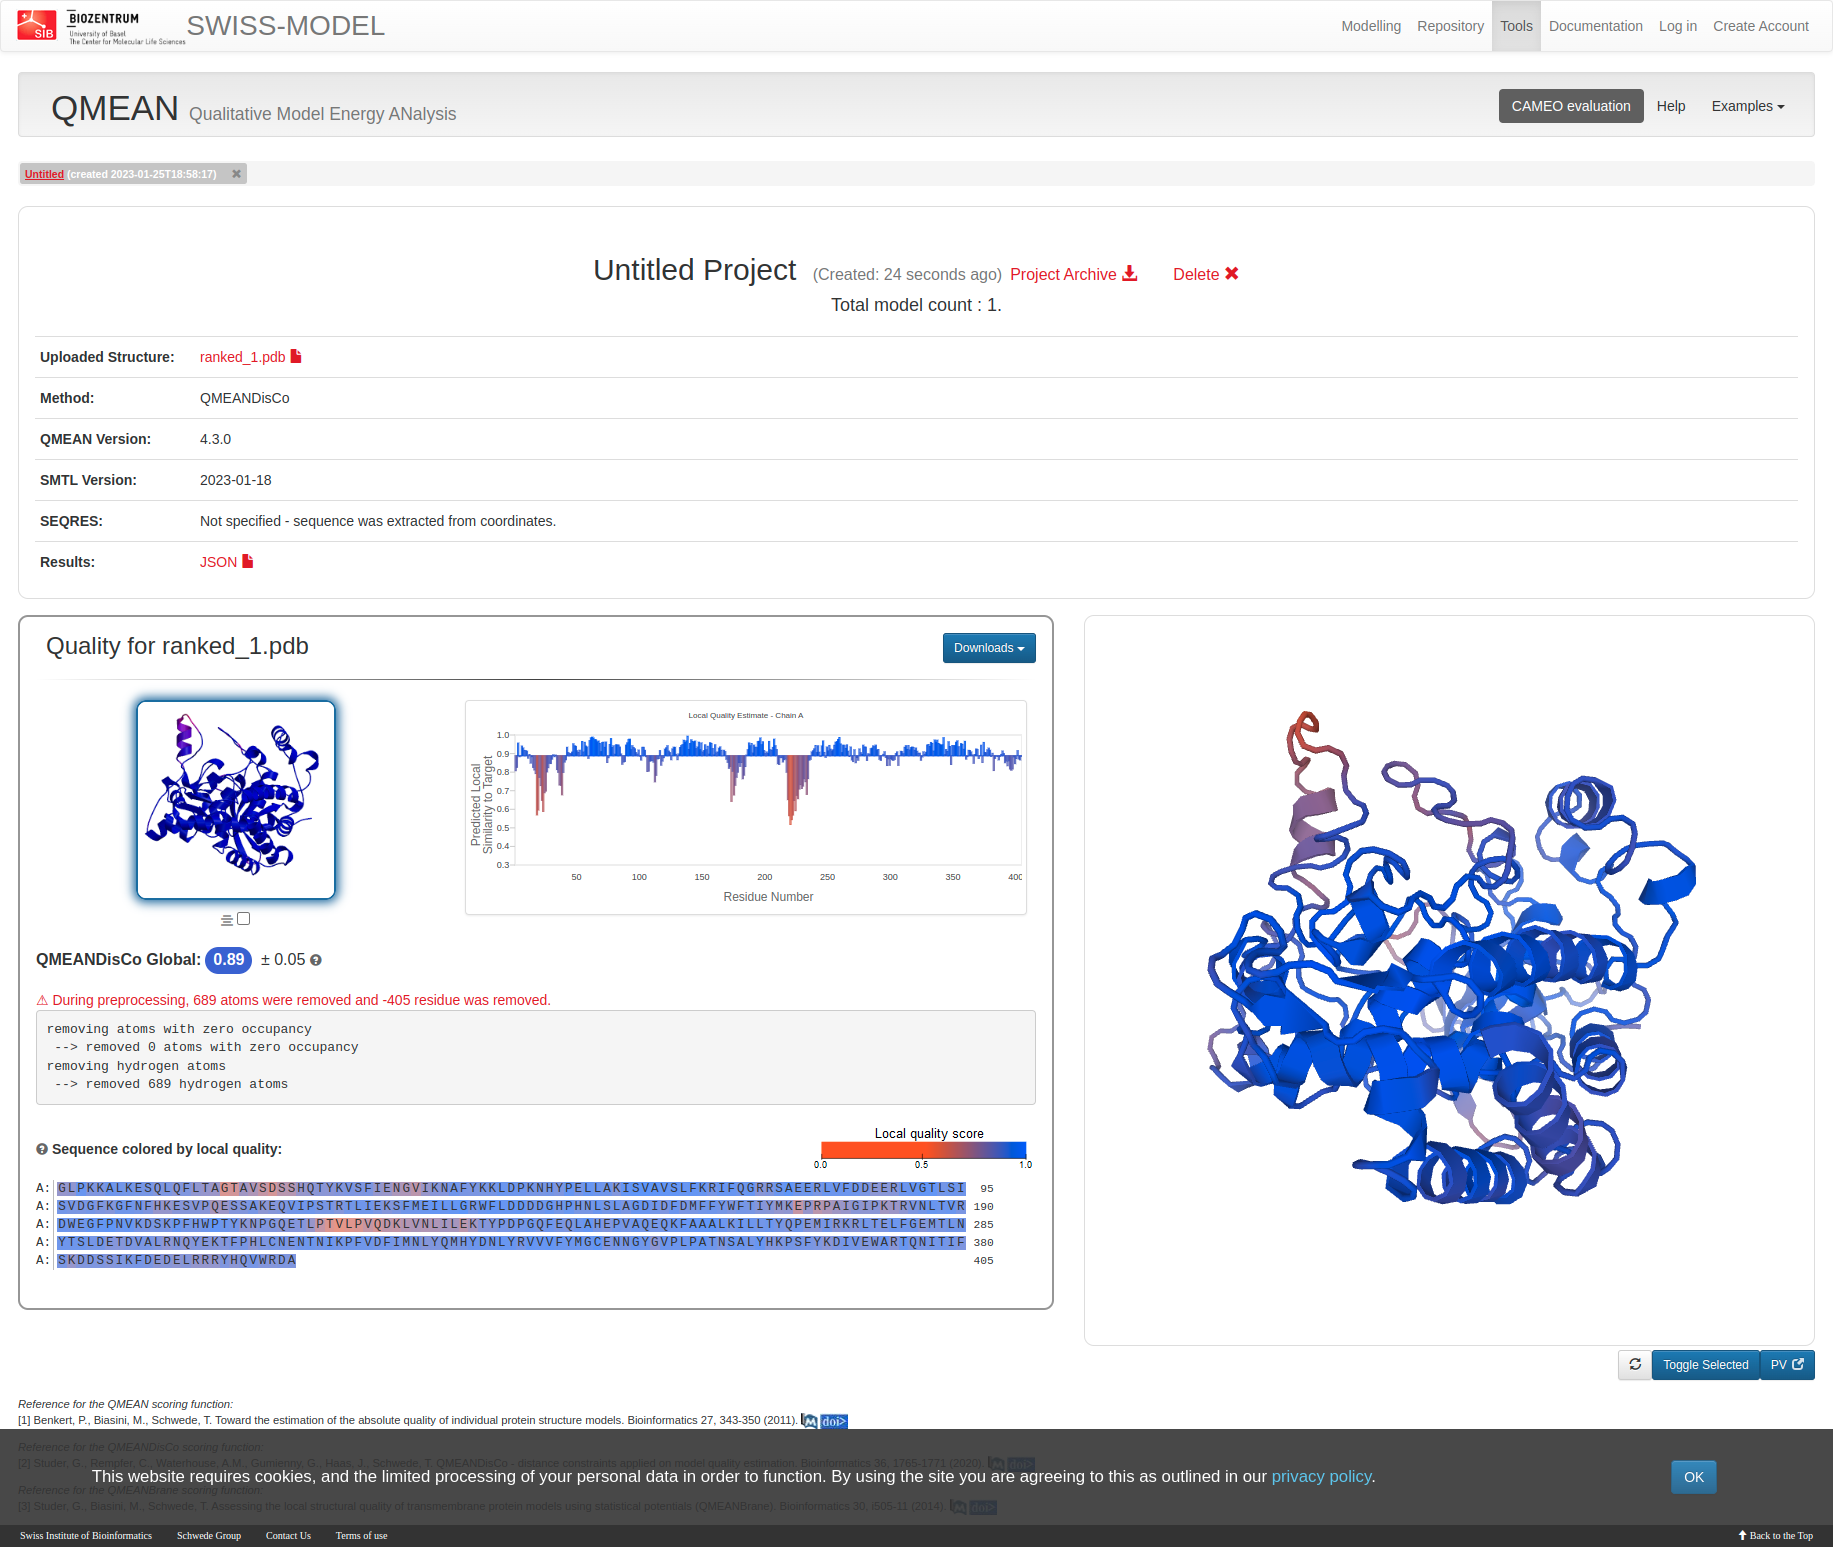 SIB
BIOZENTRUM
University of Basel
The Center for Molecular Life Sciences
SWISS-MODEL
Modelling Repository Tools Documentation Log in Create Account
QMEAN Qualitative Model Energy ANalysis
CAMEO evaluation Help Examples
Untitled (created 2023-01-25T18:58:17)
Untitled Project (Created: 24 seconds ago) Project Archive Delete
Total model count : 1.
Uploaded Structure: ranked_1.pdb
Method: QMEANDisCo
QMEAN Version: 4.3.0
SMTL Version: 2023-01-18
SEQRES: Not specified - sequence was extracted from coordinates.
Results: JSON
Quality for ranked_1.pdb
Downloads
Local Quality Estimate - Chain A
Predicted Local
Similarity to Target
1.0
0.9
0.8
0.7
0.6
0.5
0.4
0.3
50 100 150 200 250 300 350 400
Residue Number
QMEANDisCo Global: 0.89 ± 0.05
⚠ During preprocessing, 689 atoms were removed and -405 residue was removed.
removing atoms with zero occupancy
--> removed 0 atoms with zero occupancy
removing hydrogen atoms
--> removed 689 hydrogen atoms
Sequence colored by local quality:
Local quality score
0.0 0.5 1.0
A: GLPKKALKESQLQFLTAGTAVSDSSHQTYKVSFIENGVIKNAFYKKLDPKNHYPELLAKISVAVSLFKRIFQGRRSAEERLVFDDEERLVGTLSI 95
A: SVDGFKGFNFHKESVPQESSAKEQVIPSTRTLIEKSFMEILLGRWFLDDDDGHPHNLSLAGDIDFDMFFYWFTIYMKEPRPAIGIPKTRVNLTVR 190
A: DWEGFPNVKDSKPFHWPTYKNPGQETLPTVLPVQDKLVNLILEKTYPDPGQFEQLAHEPVAQEQKFAAALKILLTYQPEMIRKRLTELFGEMTLN 285
A: YTSLDETDVALRNQYEKTFPHLCNENTNIKPFVDFIMNLYQMHYDNLYRVVVFYMGCENNGYGVPLPATNSALYHKPSFYKDIVEWARTQNITIF 380
A: SKDDSSIKFDEDELRRRYHQVWRDA 405
Toggle Selected PV
Reference for the QMEAN scoring function:
[1] Benkert, P., Biasini, M., Schwede, T. Toward the estimation of the absolute quality of individual protein structure models. Bioinformatics 27, 343-350 (2011). M doi>
Reference for the QMEANDisCo scoring function:
[2] Studer, G., Rempfer, C., Waterhouse, A.M., Gumienny, G., Haas, J., Schwede, T. QMEANDisCo - distance constraints applied on model quality estimation. Bioinformatics 36, 1765-1771 (2020). M doi>
This website requires cookies, and the limited processing of your personal data in order to function. By using the site you are agreeing to this as outlined in our privacy policy.
OK
Reference for the QMEANBrane scoring function:
[3] Studer, G., Biasini, M., Schwede, T. Assessing the local structural quality of transmembrane protein models using statistical potentials (QMEANBrane). Bioinformatics 30, i505-11 (2014). M doi>
Swiss Institute of Bioinformatics Schwede Group Contact Us Terms of use Back to the Top